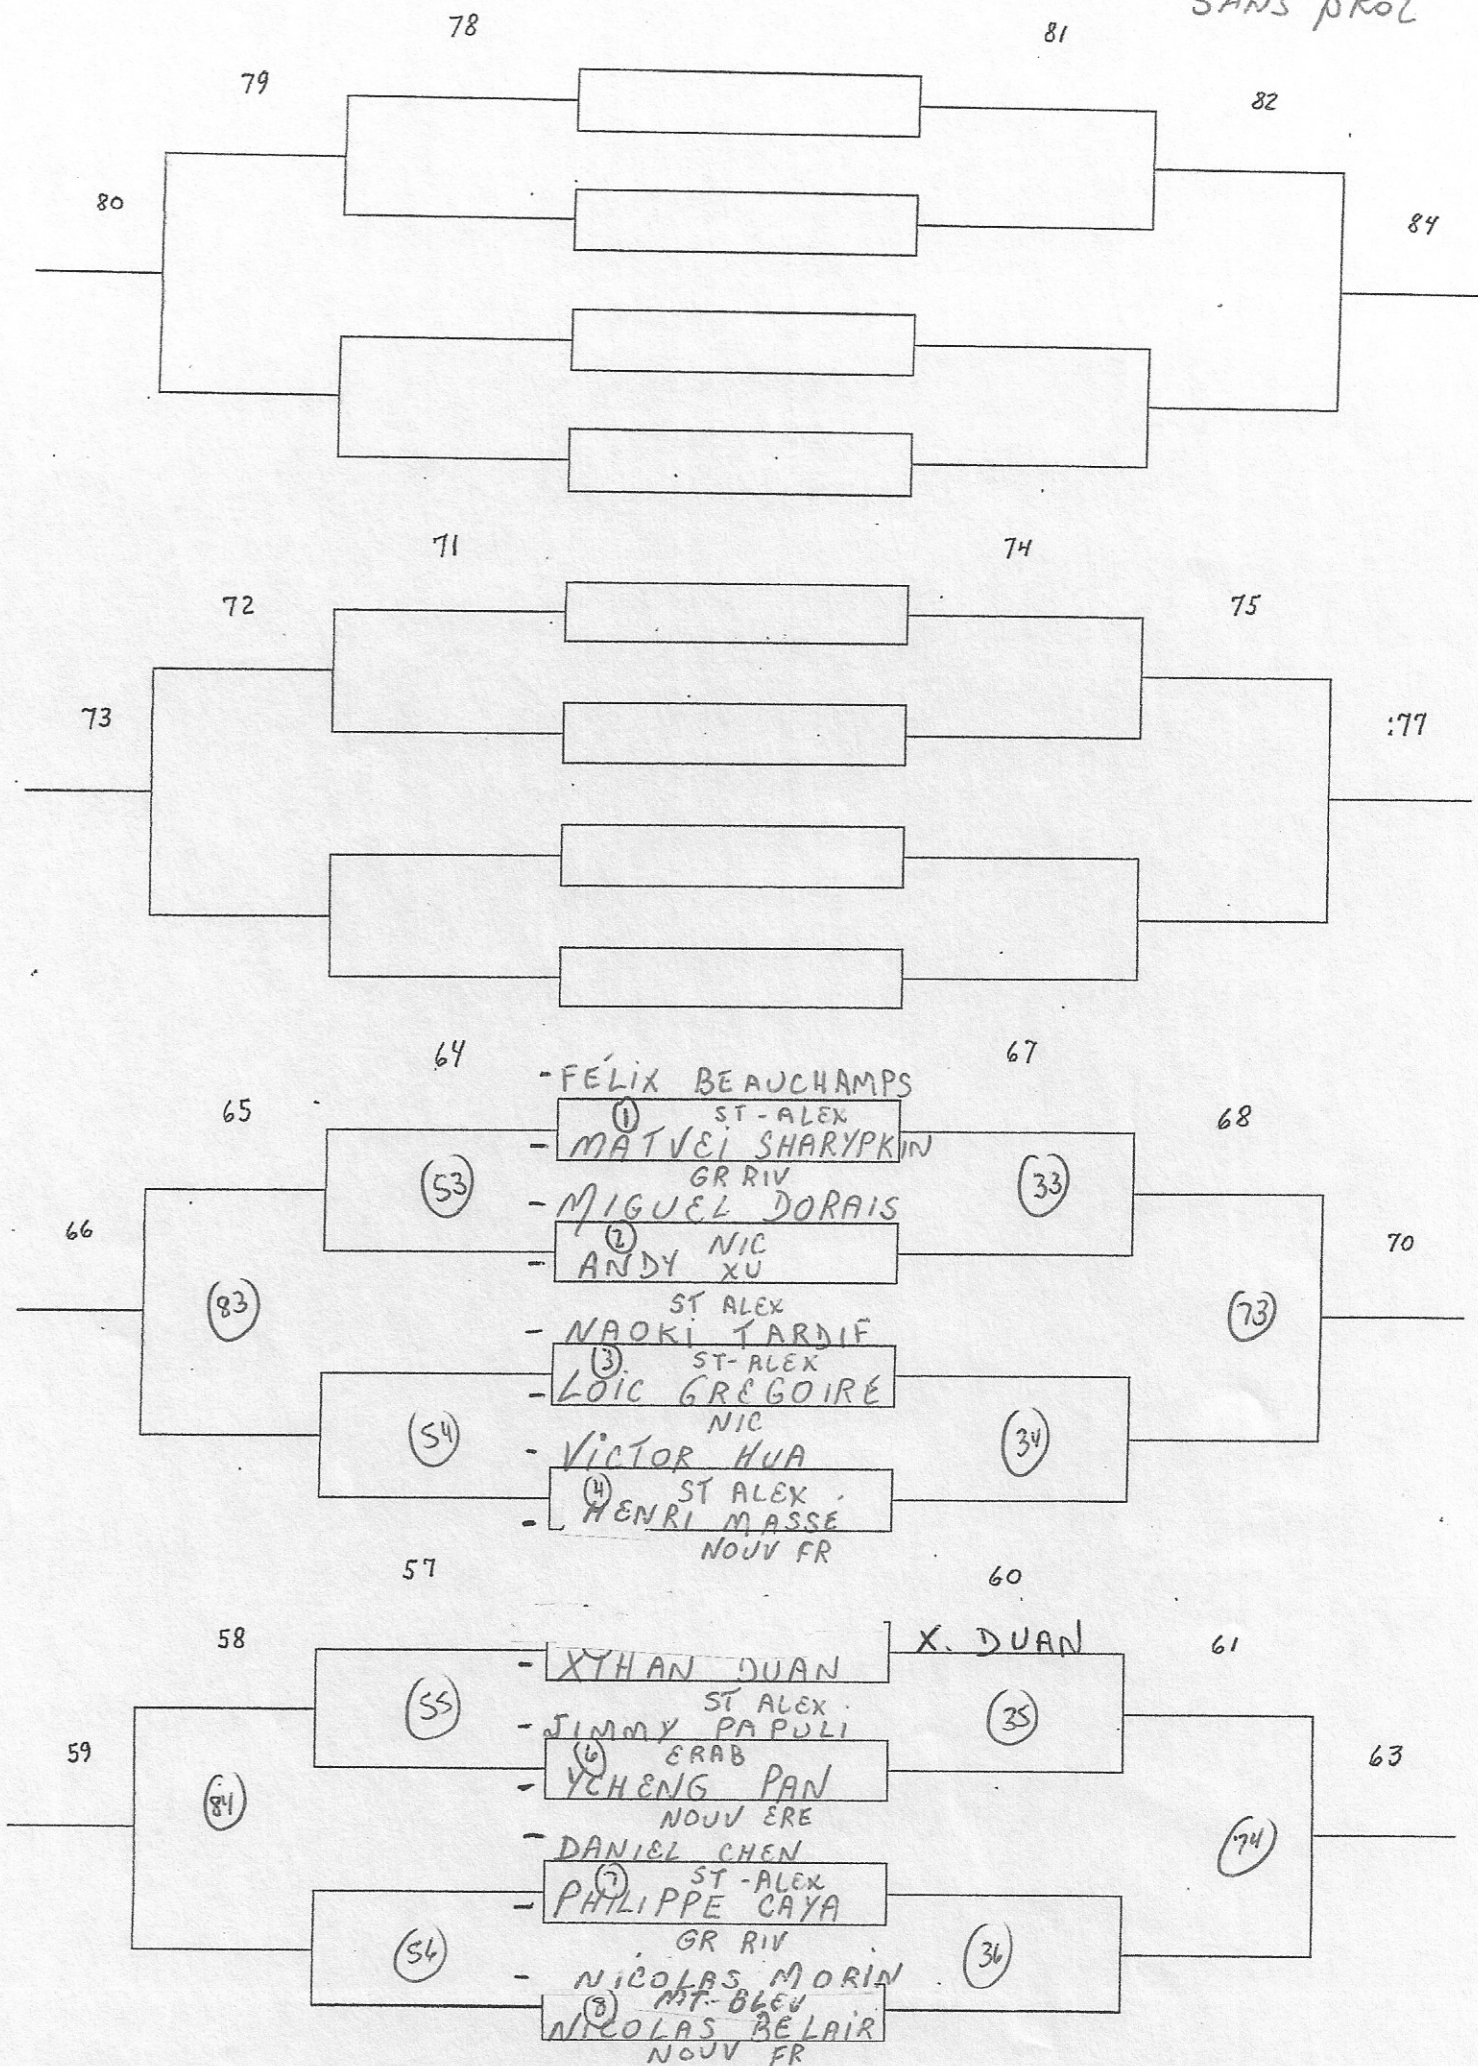 SANS PROL
78
81
79
82
80
84
71
74
72
75
73
:77
64
67
-FÉLIX BEAUCHAMPS
65
68
① ST-ALEX
- MATVEI SHARYPKIN
GR RIV
53
33
- MIGUEL DORAIS
66
70
② NIC
- ANDY XU
ST ALEX
83
73
- NAOKI TARDIF
③ ST-ALEX
- LOIC GREGOIRE
NIC
54
34
- VICTOR HUA
④ ST ALEX
- HENRI MASSE
NOUV FR
57
60
58
X. DUAN
61
- XYHAN DUAN
ST ALEX
55
35
- JIMMY PAPULI
59
63
⑥ ERAB
- YCHENG PAN
NOUV ERE
84
74
- DANIEL CHEN
⑦ ST-ALEX
- PHILIPPE CAYA
GR RIV
56
36
- NICOLAS MORIN
⑧ MT-BLEU
NICOLAS BELAIR
NOUV FR